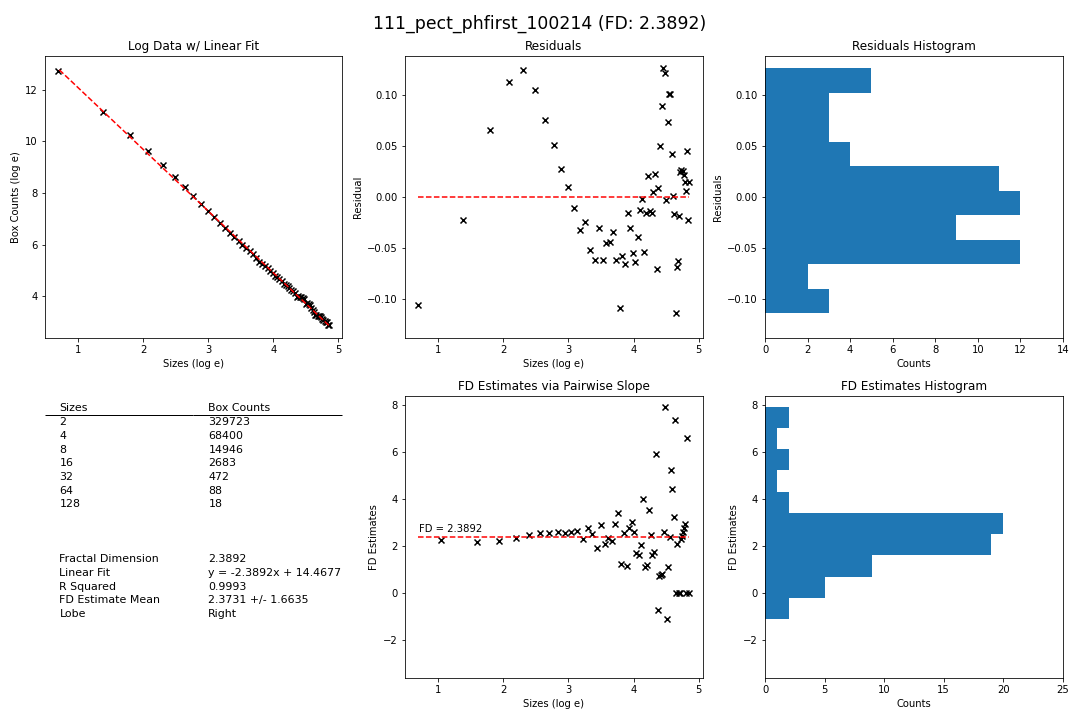 111_pect_phfirst_100214 (FD: 2.3892)
Log Data w/ Linear Fit
Box Counts (log e)
12
10
8
6
4
1 2 3 4 5
Sizes (log e)
Residuals
Residual
0.10
0.05
0.00
−0.05
−0.10
1 2 3 4 5
Sizes (log e)
Residuals Histogram
Residuals
0.10
0.05
0.00
−0.05
−0.10
0 2 4 6 8 10 12 14
Counts
Sizes Box Counts
2 329723
4 68400
8 14946
16 2683
32 472
64 88
128 18
Fractal Dimension 2.3892
Linear Fit y = -2.3892x + 14.4677
R Squared 0.9993
FD Estimate Mean 2.3731 +/- 1.6635
Lobe Right
FD Estimates via Pairwise Slope
FD Estimates
8
6
4
2
0
−2
FD = 2.3892
1 2 3 4 5
Sizes (log e)
FD Estimates Histogram
FD Estimates
8
6
4
2
0
−2
0 5 10 15 20 25
Counts